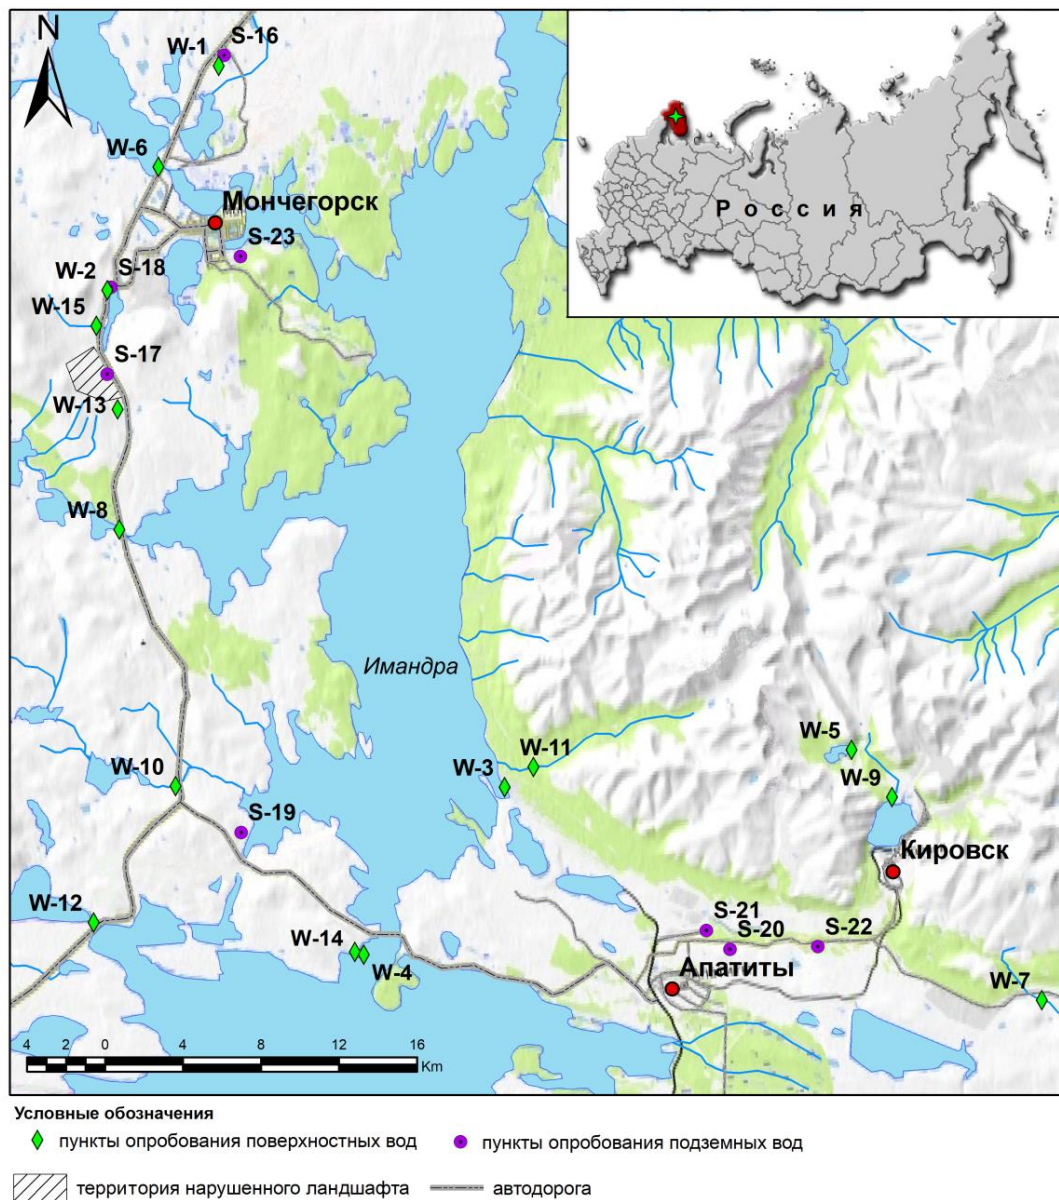 N
S-16
W-1
W-6
Мончегорск
S-23
W-2
S-18
W-15
S-17
W-13
W-8
Россия
Имандра
W-5
W-11
W-3
W-9
W-10
S-19
Кировск
W-12
S-21
S-20
S-22
W-14
W-4
Апатиты
W-7
4 2 0 4 8 12 16
Km
Условные обозначения
пункты опробования поверхностных вод
пункты опробования подземных вод
территория нарушенного ландшафта
автодорога